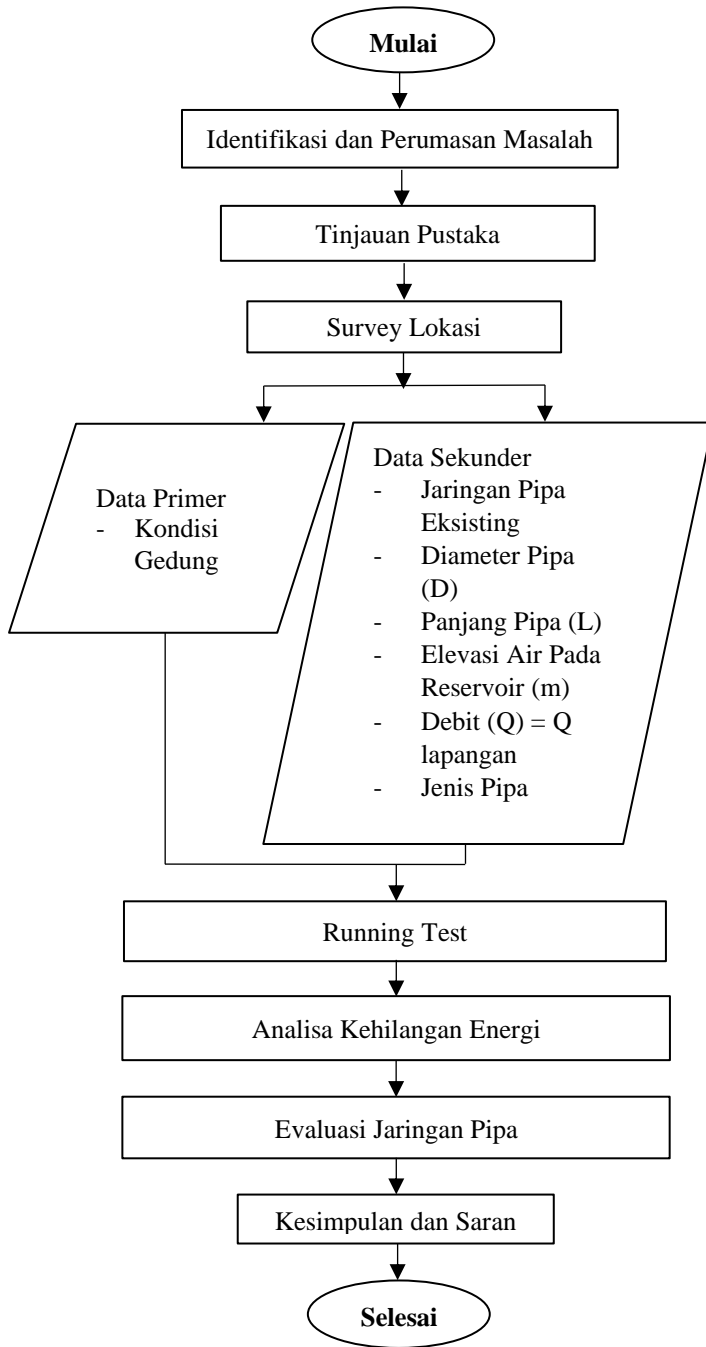 Mulai
Identifikasi dan Perumasan Masalah
Tinjauan Pustaka
Survey Lokasi
Data Primer
- Kondisi
Gedung
Data Sekunder
- Jaringan Pipa
Eksisting
- Diameter Pipa
(D)
- Panjang Pipa (L)
- Elevasi Air Pada
Reservoir (m)
- Debit (Q) = Q
lapangan
- Jenis Pipa
Running Test
Analisa Kehilangan Energi
Evaluasi Jaringan Pipa
Kesimpulan dan Saran
Selesai